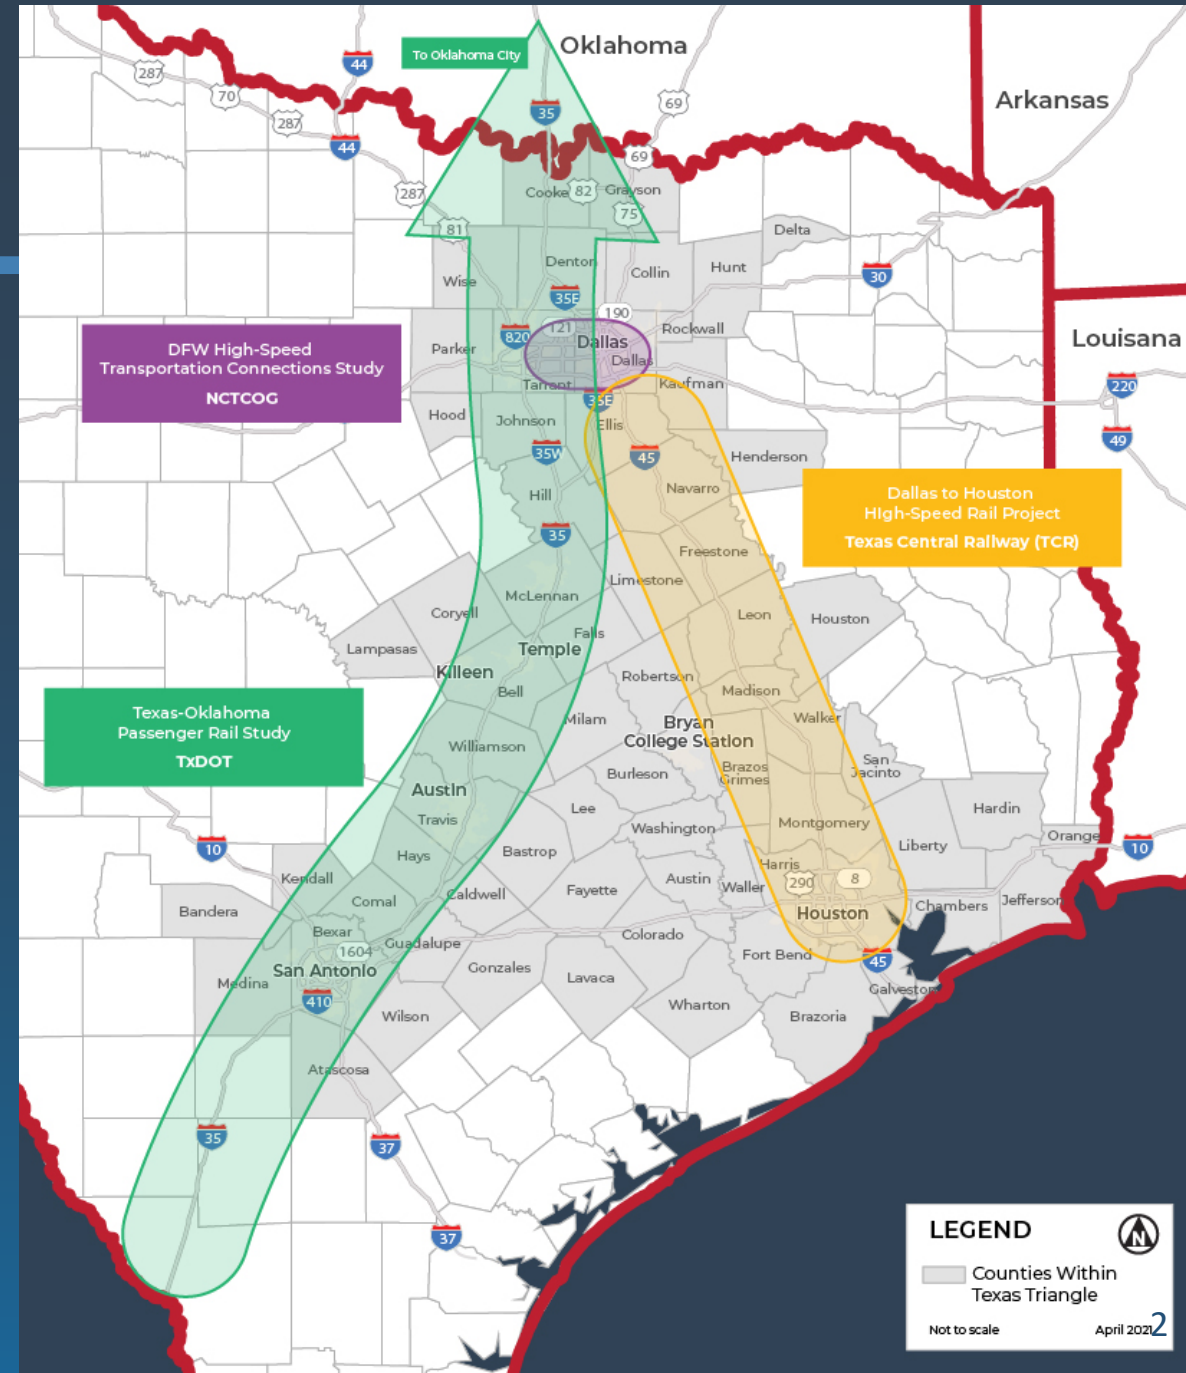 To Oklahoma City
Oklahoma
Arkansas
Louisiana
44
287
70
287
44
287
81
35
69
69
82
75
Cooke
Grayson
Delta
30
Wise
Denton
Collin
Hunt
35E
190
820
121
Dallas
Dallas
Rockwall
Parker
Tarrant
Kaufman
220
49
DFW High-Speed
Transportation Connections Study
NCTCOG
35E
Hood
Johnson
Ellis
35W
45
Henderson
Hill
Navarro
Dallas to Houston
HIgh-Speed Rail Project
Texas Central Railway (TCR)
35
Freestone
Limestone
McLennan
Coryell
Leon
Houston
Falls
Lampasas
Temple
Killeen
Robertson
Bell
Madison
Texas-Oklahoma
Passenger Rail Study
TxDOT
Milam
Bryan
College Station
Walker
Williamson
Brazos
Grimes
San
Jacinto
Burleson
Austin
Lee
Hardin
Travis
Washington
Montgomery
Orange
10
10
Liberty
Hays
Bastrop
Harris
Kendall
Austin
Waller
290
8
Fayette
Caldwell
Comal
Bandera
Houston
Chambers
Jefferson
Bexar
1604
Guadalupe
Colorado
Fort Bend
45
San Antonio
Gonzales
Medina
Lavaca
Galveston
410
Wilson
Wharton
Brazoria
Atascosa
35
37
37
LEGEND
N
Counties Within
Texas Triangle
Not to scale
April 2021
2